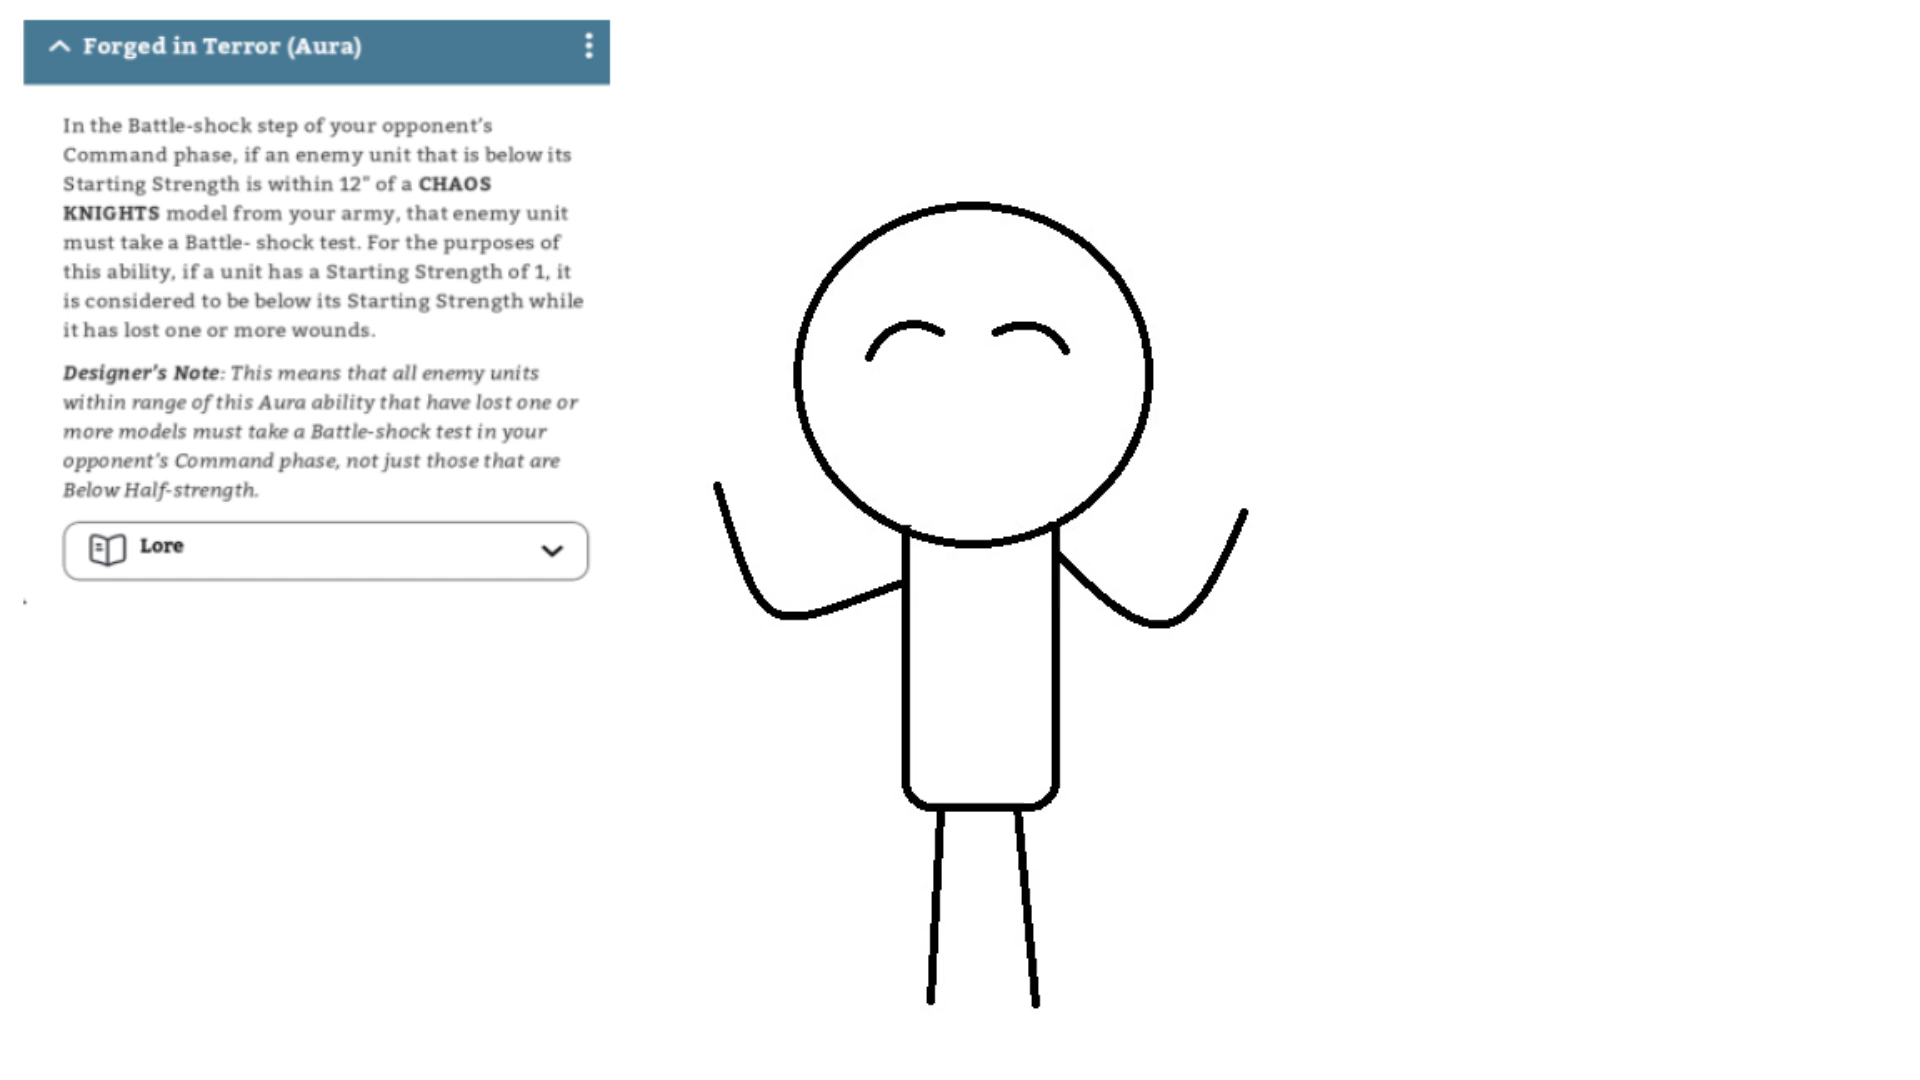 Forged in Terror (Aura)
In the Battle-shock step of your opponent's
Command phase, if an enemy unit that is below its
Starting Strength is within 12" of a CHAOS
KNIGHTS model from your army, that enemy unit
must take a Battle- shock test. For the purposes of
this ability, if a unit has a Starting Strength of 1, it
is considered to be below its Starting Strength while
it has lost one or more wounds.
Designer's Note: This means that all enemy units
within range of this Aura ability that have lost one or
more models must take a Battle-shock test in your
opponent's Command phase, not just those that are
Below Half-strength.
Lore